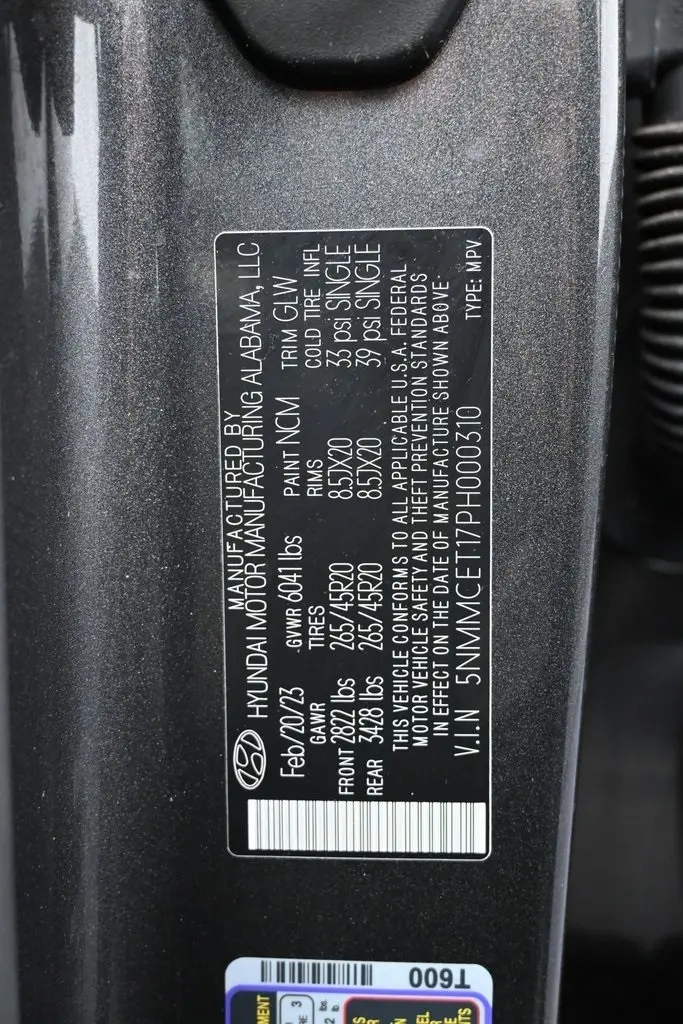 MANUFACTURED BY
HYUNDAI MOTOR MANUFACTURING ALABAMA, LLC
Feb/20/23 GVWR 6041 lbs PAINT NCM TRIM GLW
GAWR TIRES RIMS COLD TIRE INFL
FRONT 2822 lbs 265/45R20 8.5JX20 33 psi SINGLE
REAR 3428 lbs 265/45R20 8.5JX20 39 psi SINGLE
THIS VEHICLE CONFORMS TO ALL APPLICABLE U.S.A. FEDERAL
MOTOR VEHICLE SAFETY AND THEFT PREVENTION STANDARDS
IN EFFECT ON THE DATE OF MANUFACTURE SHOWN ABOVE
V.I.N 5NMMCET17PH000310 TYPE: MPV
T600